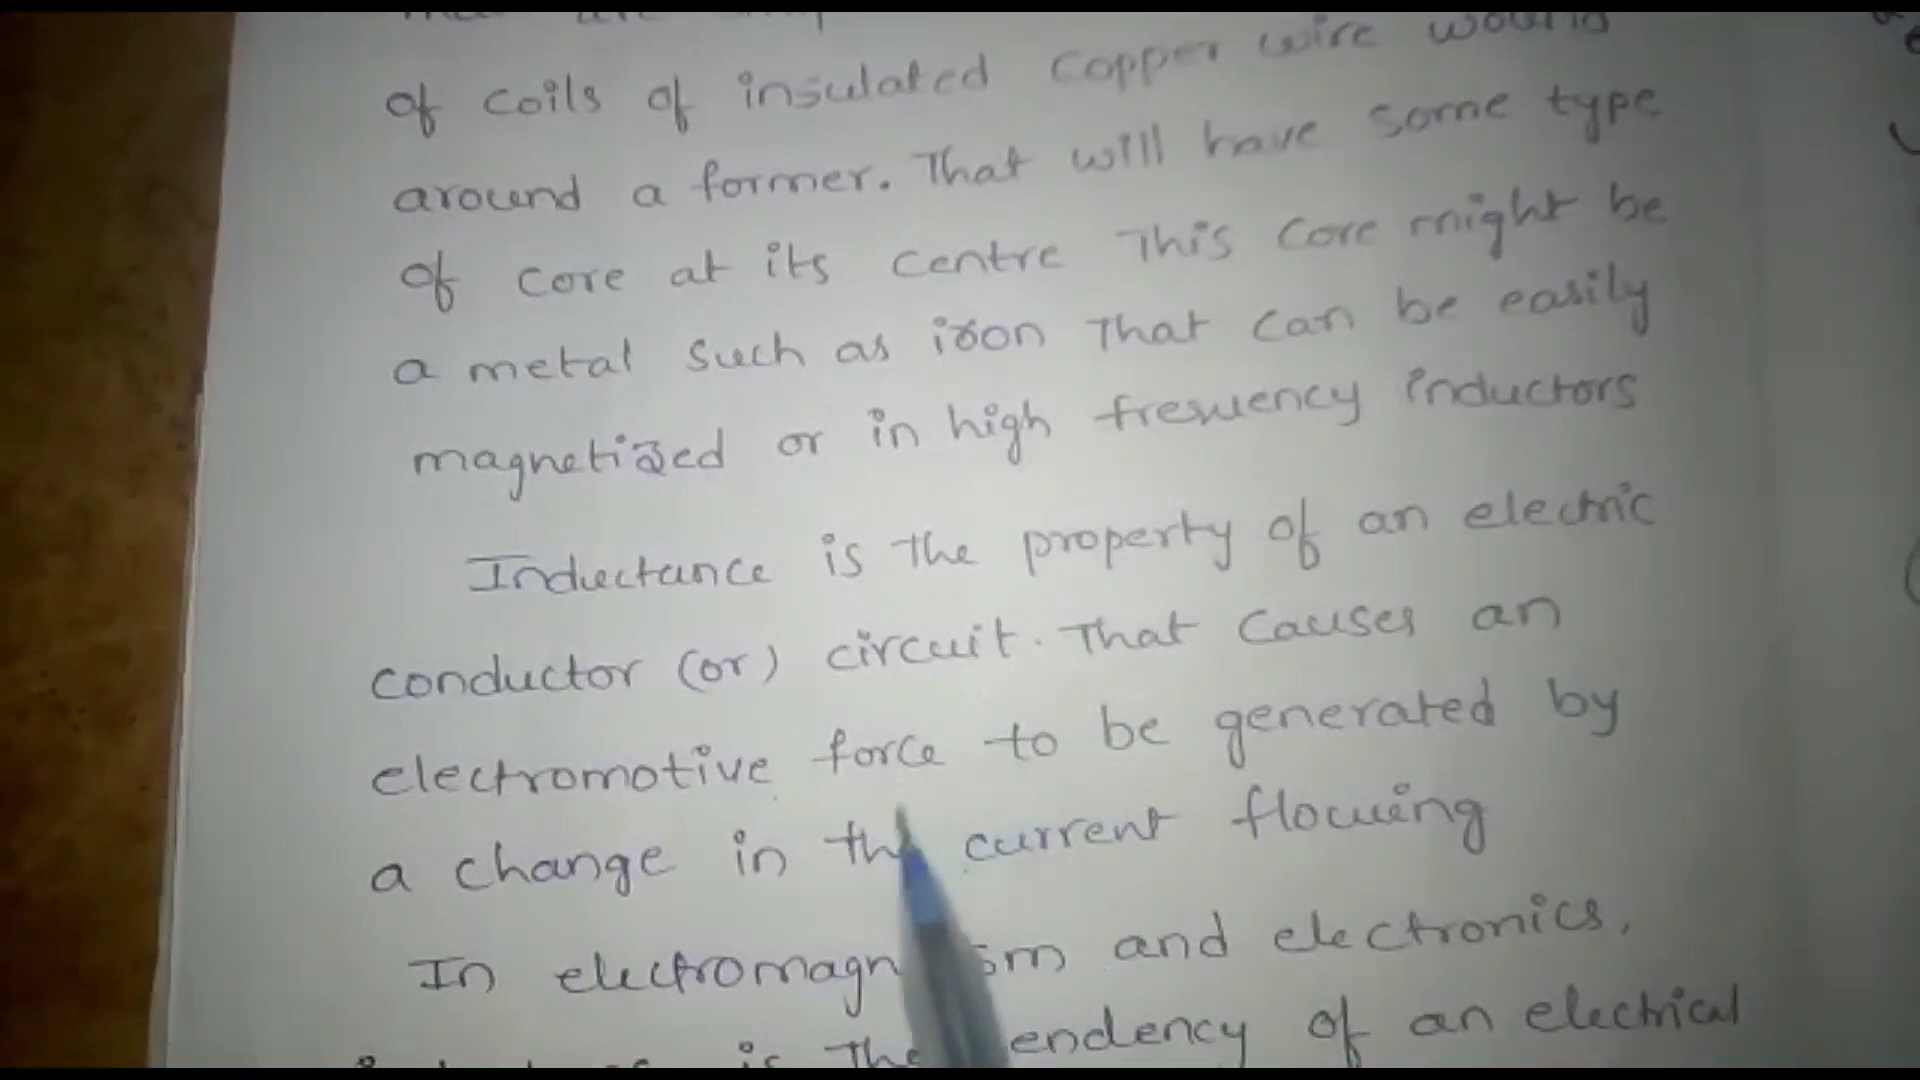 of coils of insulated copper wire wound
around a former. That will have some type
of core at its centre This core might be
a metal such as iron That can be easily
magnetized or in high frequency inductors
Inductance is the property of an electric
conductor (or) circuit. That causes an
electromotive force to be generated by
a change in the current flowing
In and electronics,
is The of an electrical